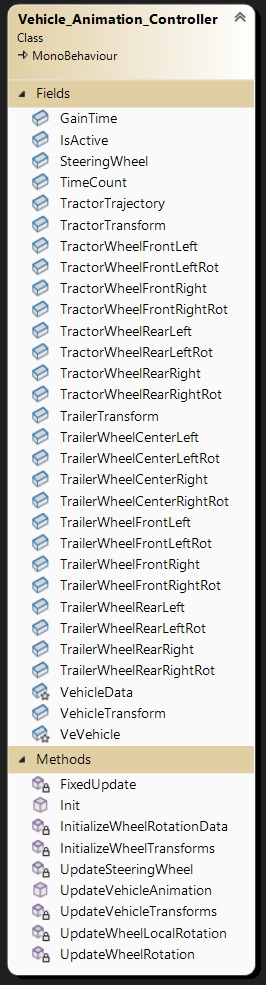 Vehicle_Animation_Controller
Class
MonoBehaviour
Fields
GainTime
IsActive
SteeringWheel
TimeCount
TractorTrajectory
TractorTransform
TractorWheelFrontLeft
TractorWheelFrontLeftRot
TractorWheelFrontRight
TractorWheelFrontRightRot
TractorWheelRearLeft
TractorWheelRearLeftRot
TractorWheelRearRight
TractorWheelRearRightRot
TrailerTransform
TrailerWheelCenterLeft
TrailerWheelCenterLeftRot
TrailerWheelCenterRight
TrailerWheelCenterRightRot
TrailerWheelFrontLeft
TrailerWheelFrontLeftRot
TrailerWheelFrontRight
TrailerWheelFrontRightRot
TrailerWheelRearLeft
TrailerWheelRearLeftRot
TrailerWheelRearRight
TrailerWheelRearRightRot
VehicleData
VehicleTransform
VeVehicle
Methods
FixedUpdate
Init
InitializeWheelRotationData
InitializeWheelTransforms
UpdateSteeringWheel
UpdateVehicleAnimation
UpdateVehicleTransforms
UpdateWheelLocalRotation
UpdateWheelRotation